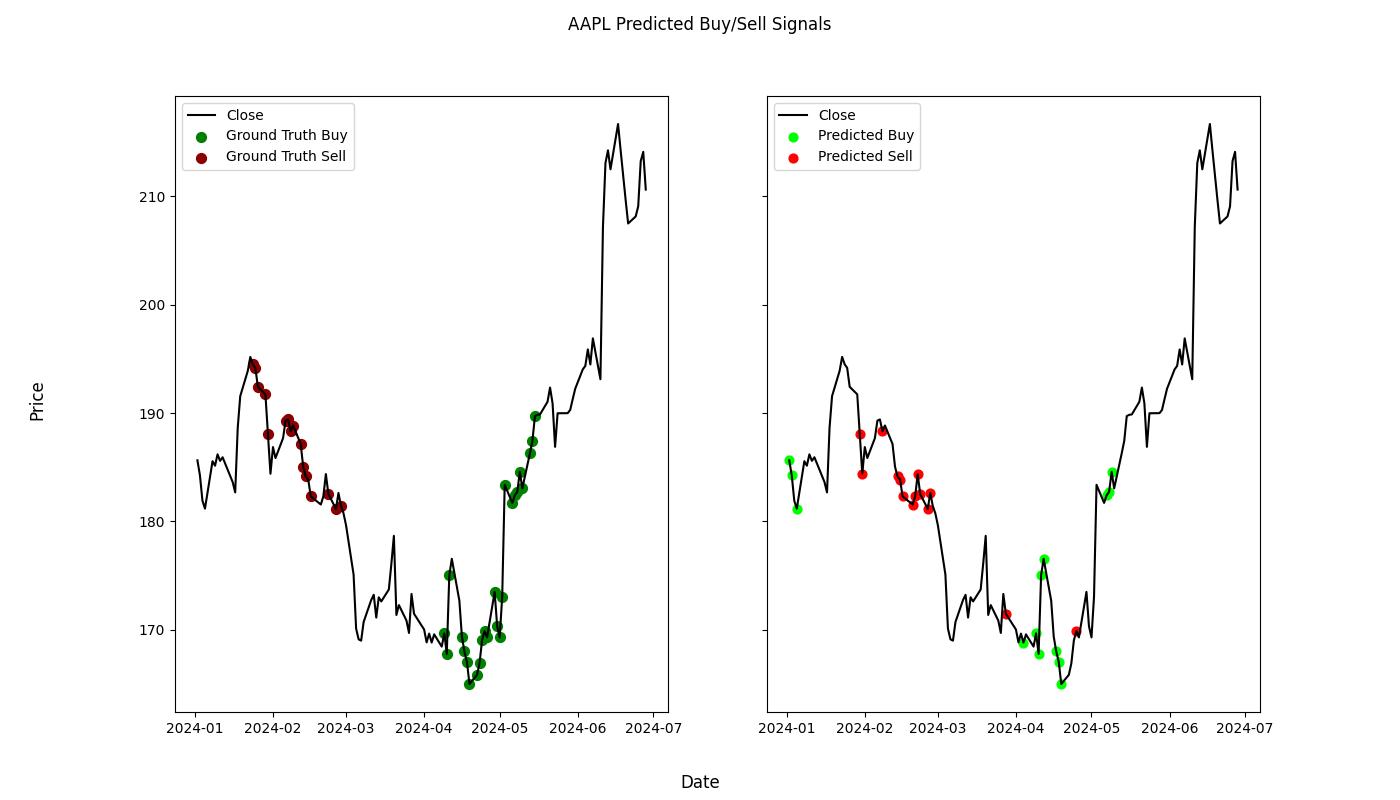 AAPL Predicted Buy/Sell Signals
Close
Ground Truth Buy
Ground Truth Sell
Close
Predicted Buy
Predicted Sell
210
200
190
180
170
Price
2024-01 2024-02 2024-03 2024-04 2024-05 2024-06 2024-07
2024-01 2024-02 2024-03 2024-04 2024-05 2024-06 2024-07
Date